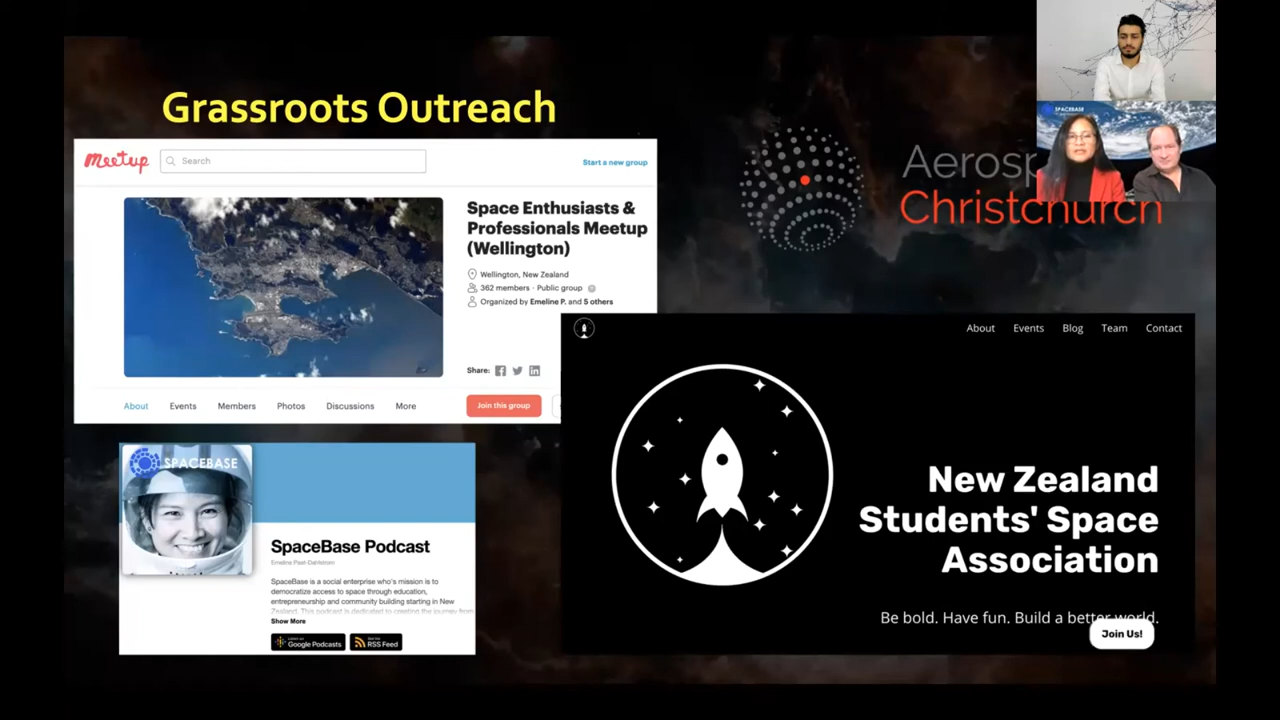 Grassroots Outreach
Meetup
Search
Start a new group
Space Enthusiasts &
Professionals Meetup
(Wellington)
Wellington, New Zealand
362 members · Public group
Organized by Emeline P. and 5 others
Share:
About
Events
Members
Photos
Discussions
More
Join this group
SPACEBASE
Christchurch
About
Events
Blog
Team
Contact
New Zealand
Students' Space
Association
Be bold. Have fun. Build a better world.
Join Us!
SPACEBASE
SpaceBase Podcast
Emeline Paat-Dahlstrom
SpaceBase is a social enterprise who's mission is to
democratize access to space through education,
entrepreneurship and community building starting in New
Zealand. This podcast is dedicated to creating the journey from
Show More
Google Podcasts
RSS Feed